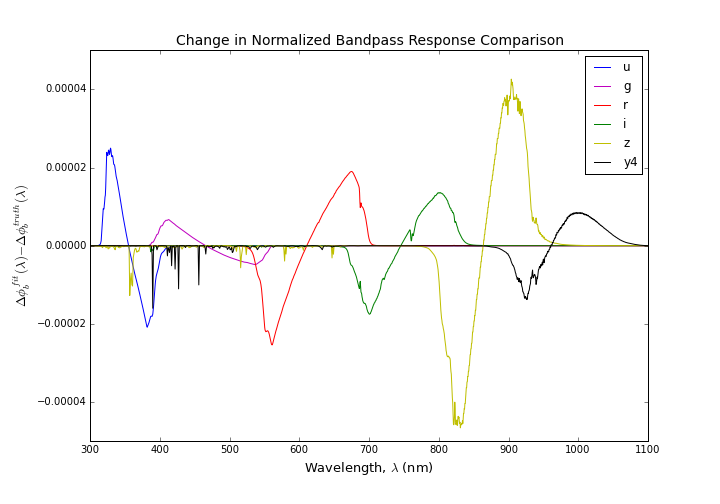 Change in Normalized Bandpass Response Comparison
Δϕ_b^fit(λ)−Δϕ_b^truth(λ)
0.00004
0.00002
0.00000
−0.00002
−0.00004
u
g
r
i
z
y4
300 400 500 600 700 800 900 1000 1100
Wavelength, λ (nm)